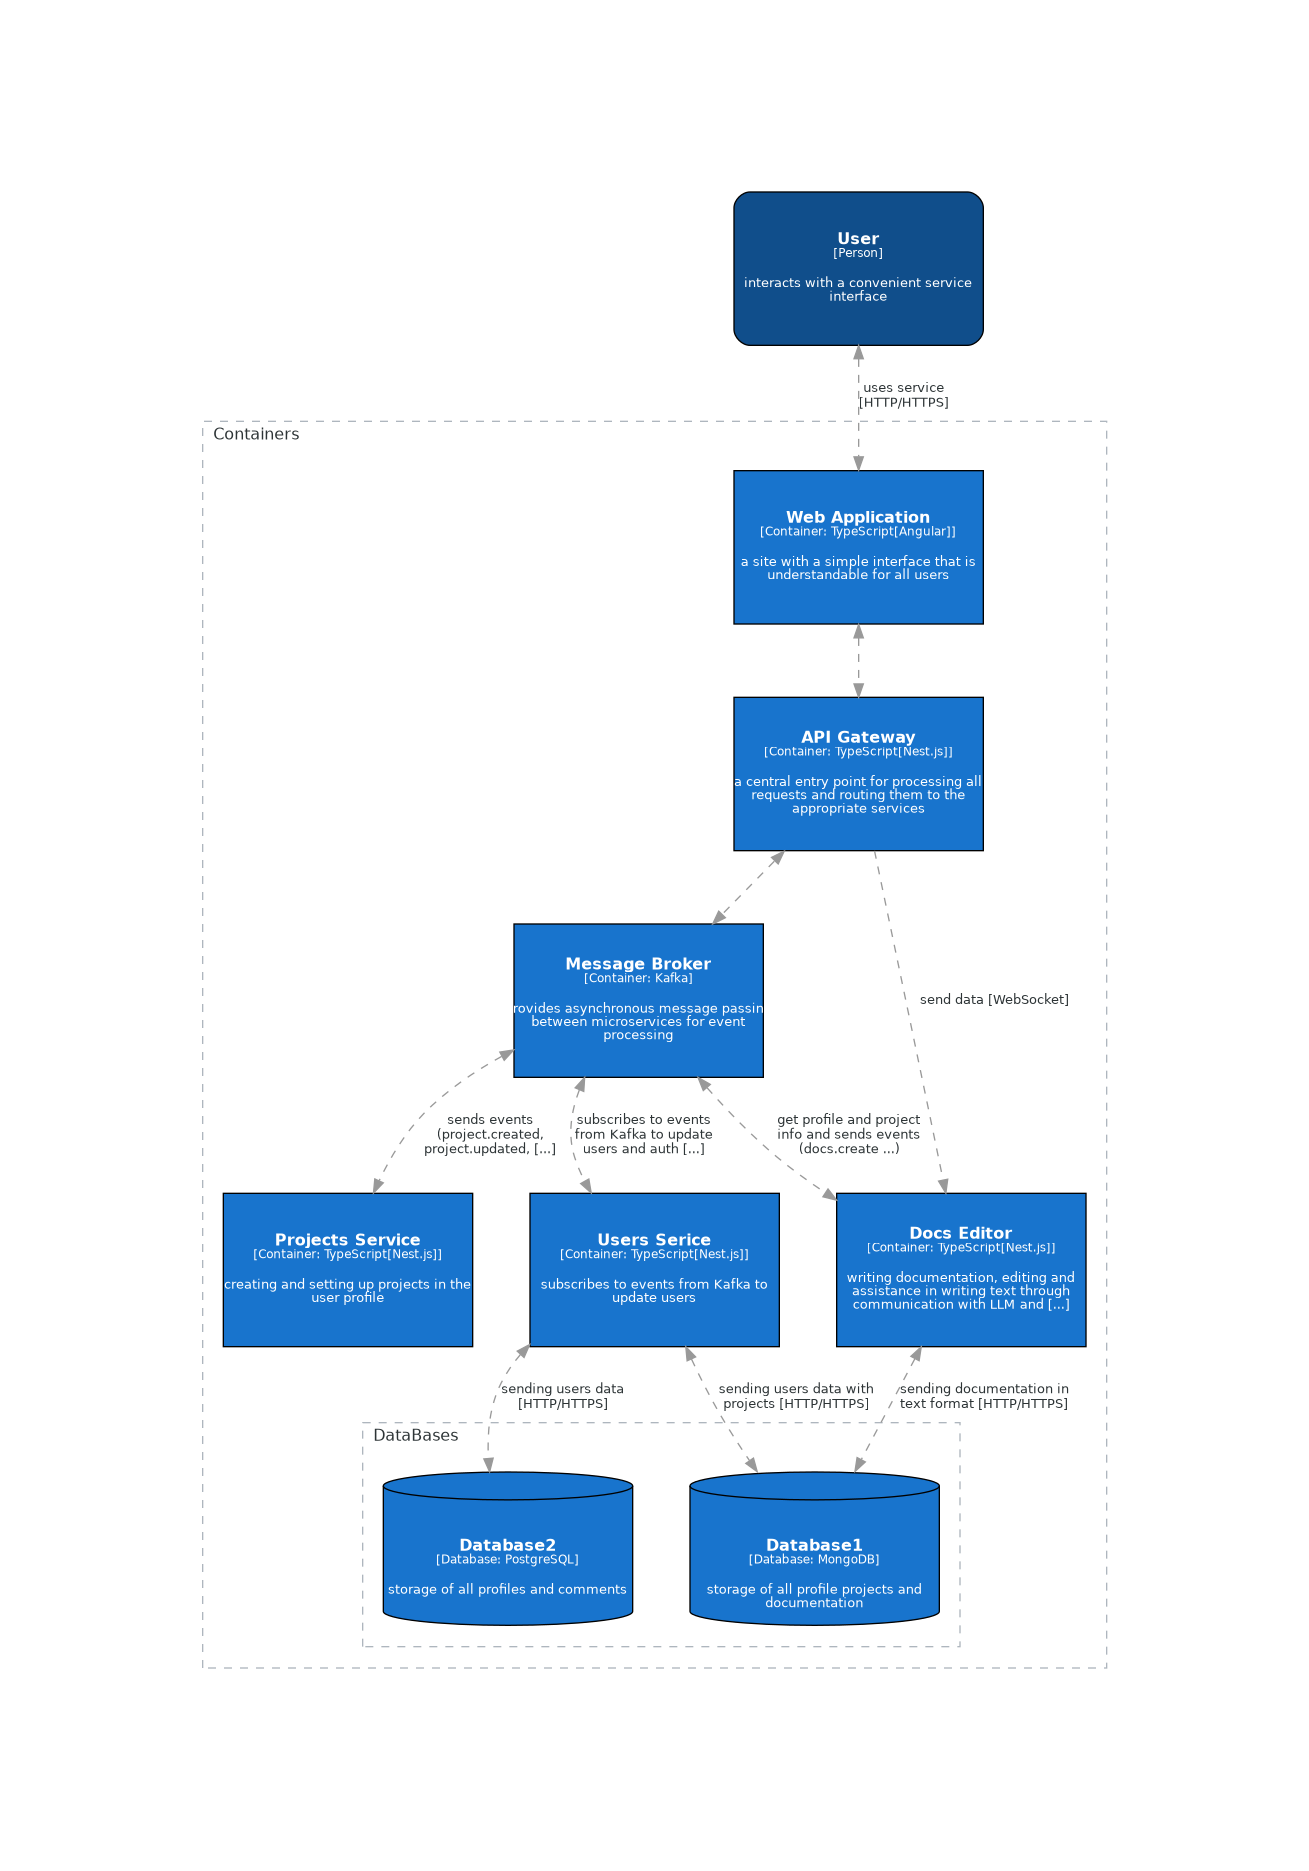 User
[Person]
interacts with a convenient service
interface
uses service
[HTTP/HTTPS]
Containers
Web Application
[Container: TypeScript[Angular]]
a site with a simple interface that is
understandable for all users
API Gateway
[Container: TypeScript[Nest.js]]
a central entry point for processing all
requests and routing them to the
appropriate services
Message Broker
[Container: Kafka]
rovides asynchronous message passin
between microservices for event
processing
send data [WebSocket]
sends events
(project.created,
project.updated, [...]
subscribes to events
from Kafka to update
users and auth [...]
get profile and project
info and sends events
(docs.create ...)
Projects Service
[Container: TypeScript[Nest.js]]
creating and setting up projects in the
user profile
Users Serice
[Container: TypeScript[Nest.js]]
subscribes to events from Kafka to
update users
Docs Editor
[Container: TypeScript[Nest.js]]
writing documentation, editing and
assistance in writing text through
communication with LLM and [...]
sending users data
[HTTP/HTTPS]
sending users data with
projects [HTTP/HTTPS]
sending documentation in
text format [HTTP/HTTPS]
DataBases
Database2
[Database: PostgreSQL]
storage of all profiles and comments
Database1
[Database: MongoDB]
storage of all profile projects and
documentation